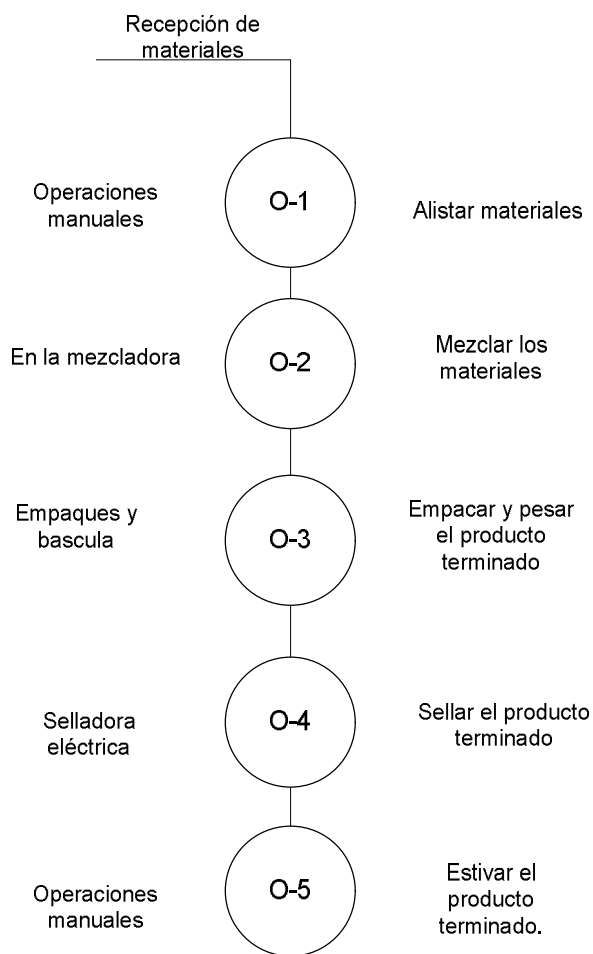 Recepción de
materiales
Operaciones
manuales
O-1
Alistar materiales
En la mezcladora
O-2
Mezclar los
materiales
Empaques y
bascula
O-3
Empacar y pesar
el producto
terminado
Selladora
eléctrica
O-4
Sellar el producto
terminado
Operaciones
manuales
O-5
Estivar el
producto
terminado.